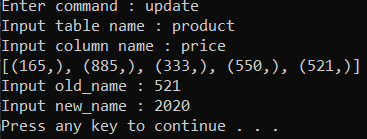 Enter command : update
Input table name : product
Input column name : price
[(165,), (885,), (333,), (550,), (521,)]
Input old_name : 521
Input new_name : 2020
Press any key to continue . . .